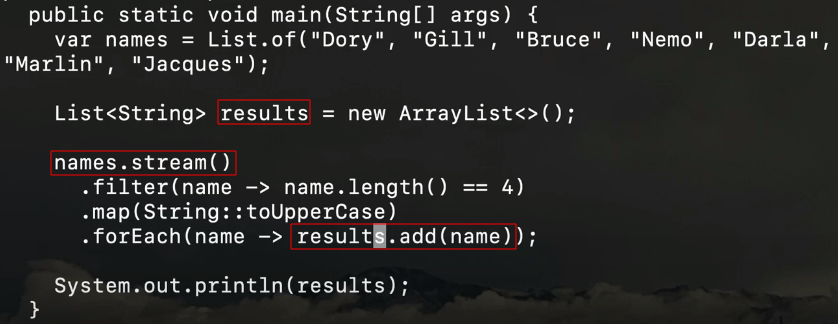 public static void main(String[] args) {
var names = List.of("Dory", "Gill", "Bruce", "Nemo", "Darla",
"Marlin", "Jacques");
List<String> results = new ArrayList<>();
names.stream()
.filter(name -> name.length() == 4)
.map(String::toUpperCase)
.forEach(name -> results.add(name));
System.out.println(results);
}